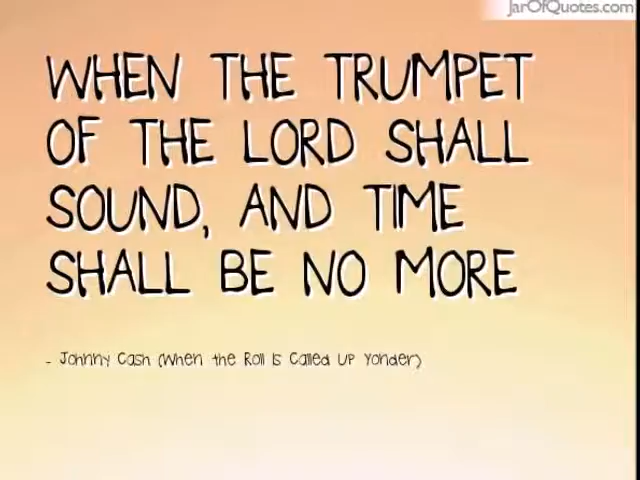 JarOfQuotes.com
WHEN THE TRUMPET
OF THE LORD SHALL
SOUND, AND TIME
SHALL BE NO MORE
- Johnny Cash (When the Roll Is Called Up Yonder)